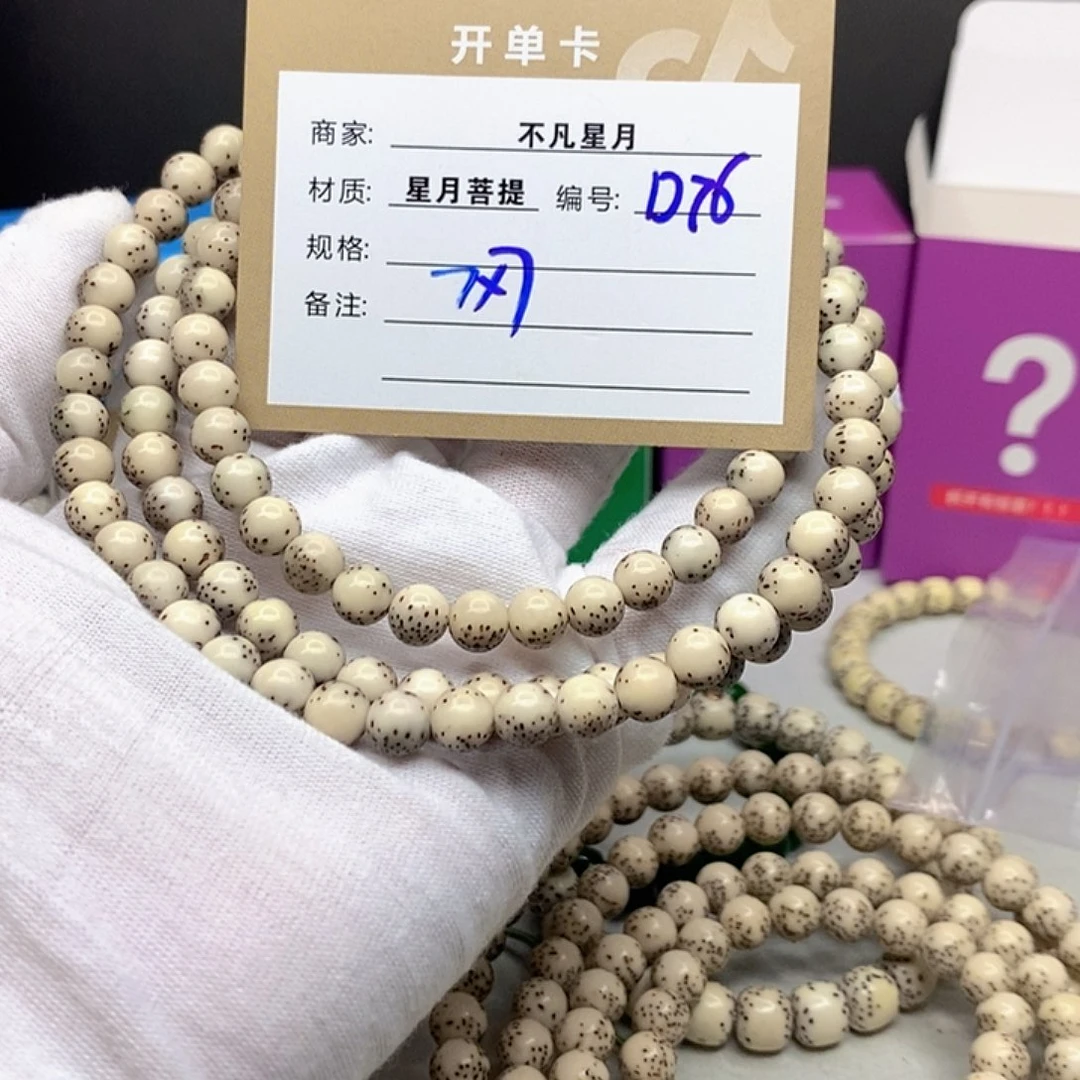 开单卡
商家: 不凡星月
材质: 星月菩提 编号: D76
规格: 7x7
备注:
?